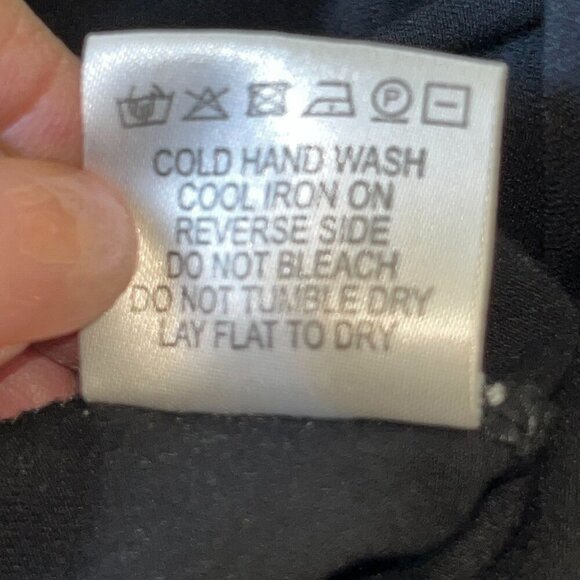 P
COLD HAND WASH
COOL IRON ON
REVERSE SIDE
DO NOT BLEACH
DO NOT TUMBLE DRY
LAY FLAT TO DRY